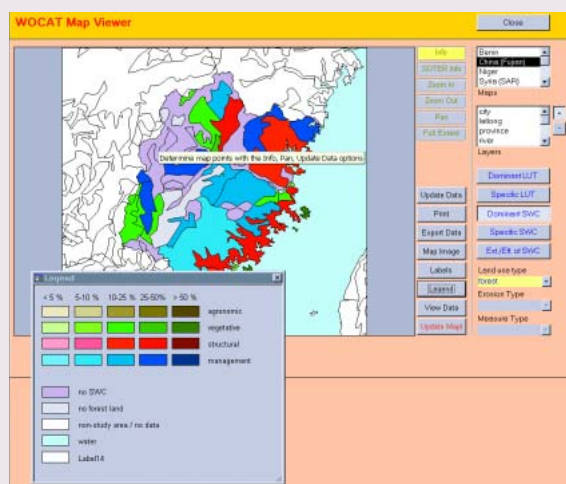 WOCAT Map Viewer
Close
Info
SOTER Info
Zoom In
Zoom Out
Pan
Full Extent
Benin
China (Fujian)
Niger
Syria (SAR)
Maps
city
province
river
Layers
Determine map points with the Info, Pan, Update Data options
Update Data
Print
Export Data
Map Image
Labels
Legend
View Data
Update Map
Dominent LUT
Specific LUT
Dominant SWC
Specific SWC
Ext./Eff. of SWC
Land use type
forest
Erosion Type
Measure Type
Legend
< 5 % 5-10 % 10-25 % 25-50% > 50 %
agronomic
vegetative
structural
management
no SWC
no forest land
non-study area / no data
water
Label14